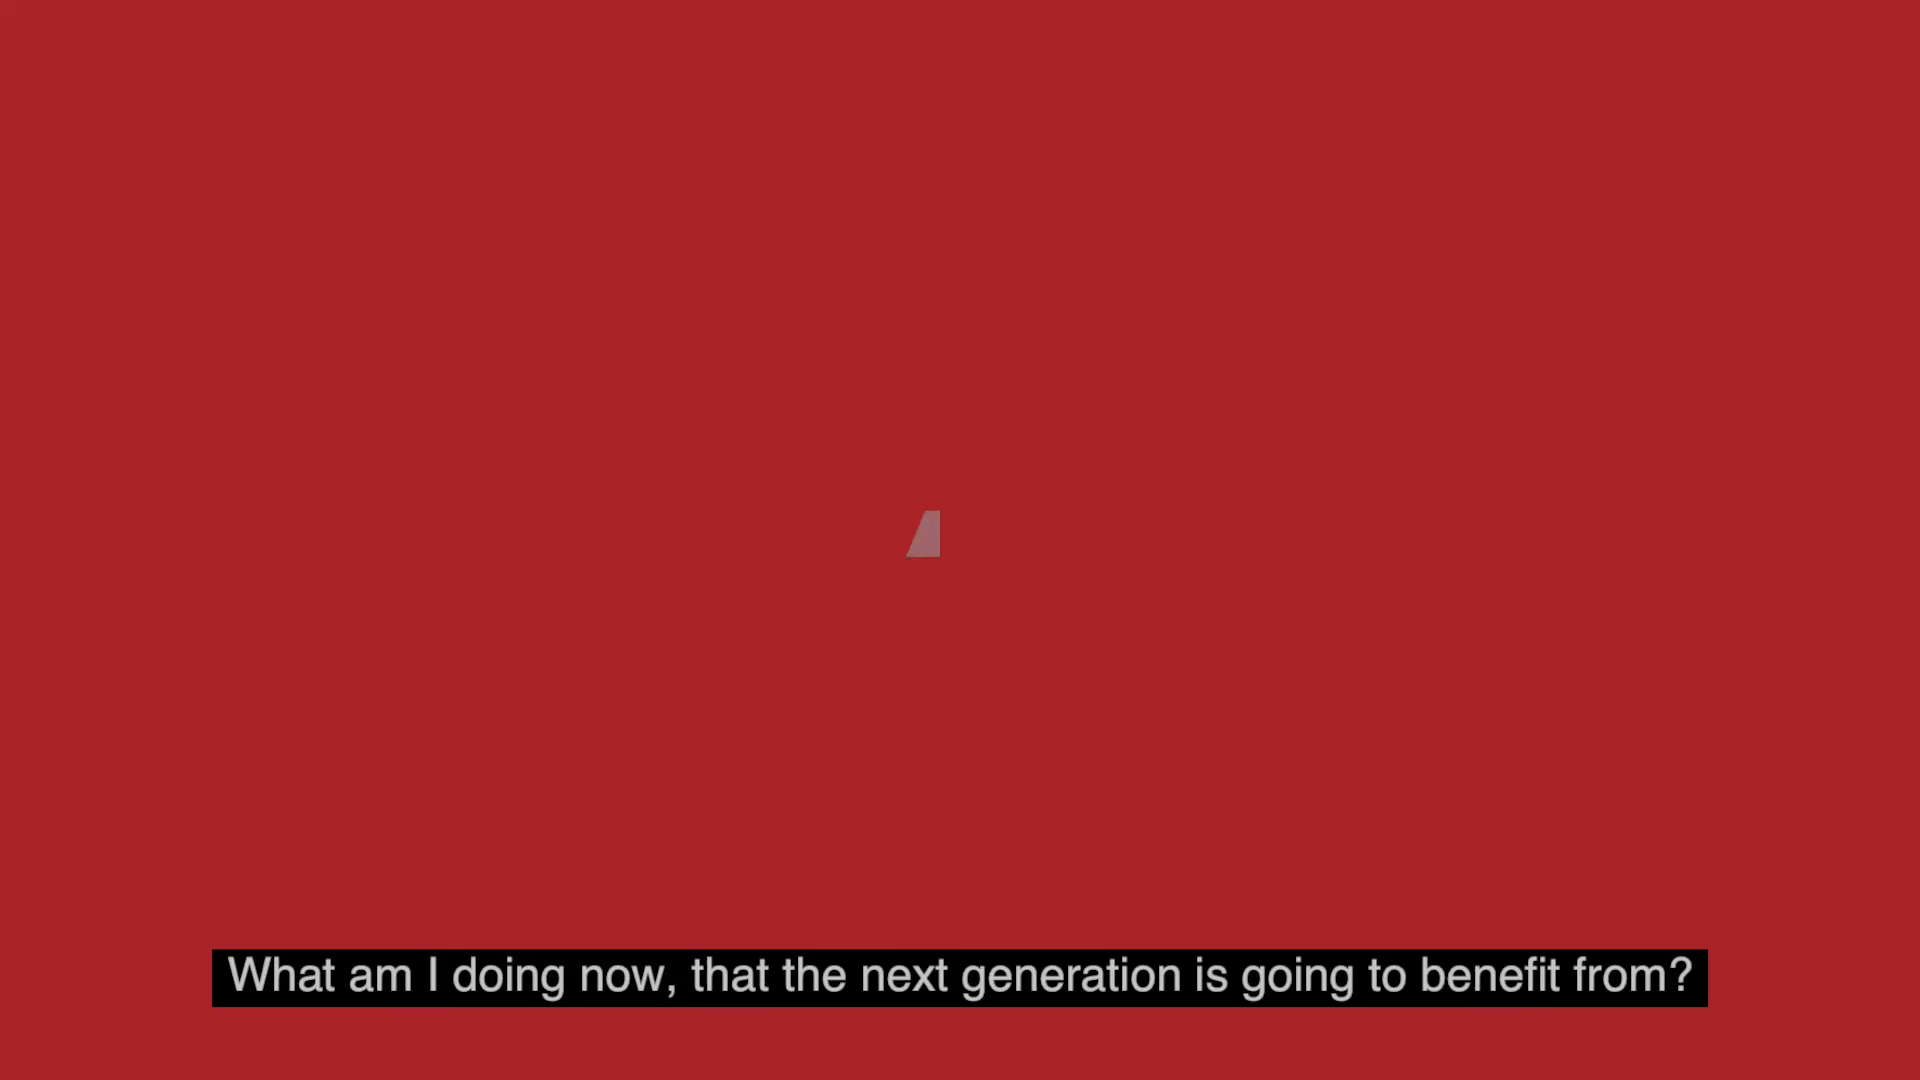 What am I doing now, that the next generation is going to benefit from?